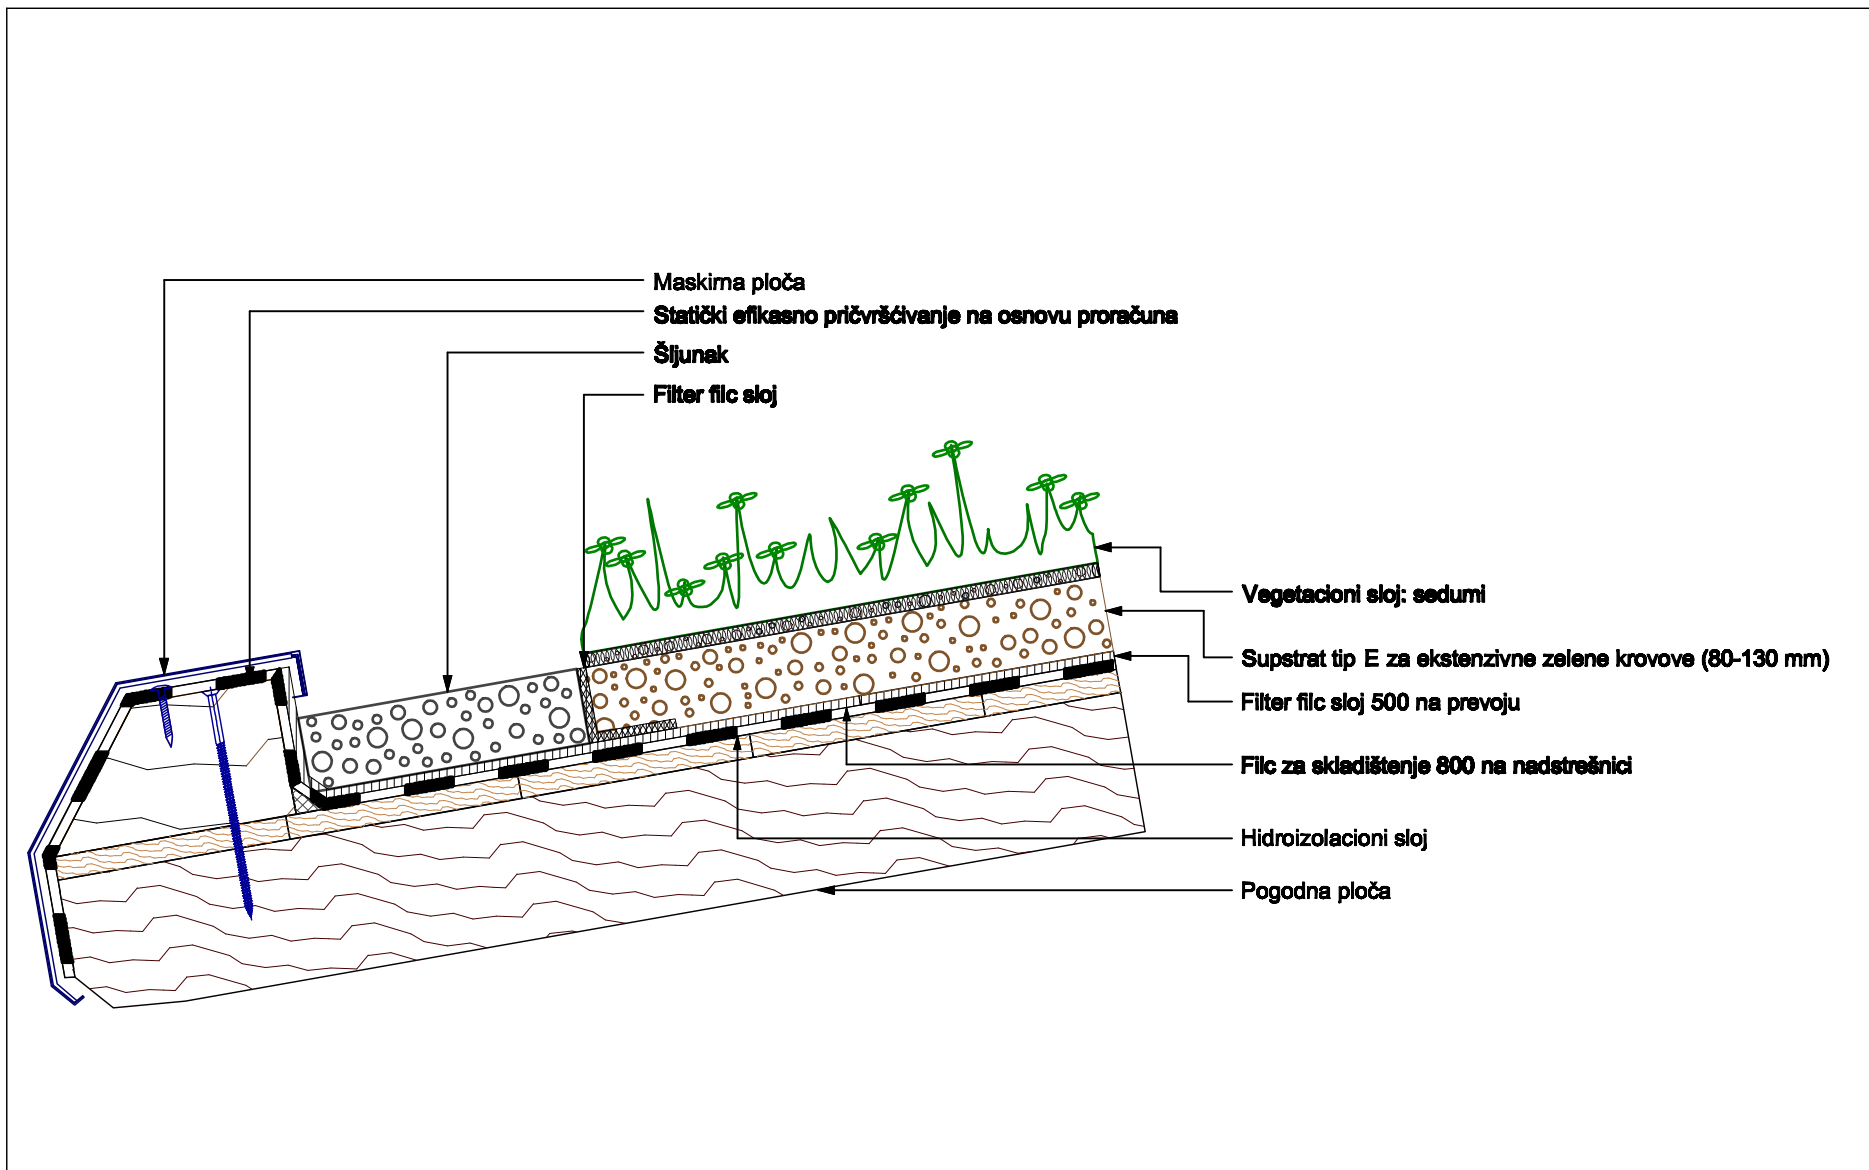 Maskirna ploča
Statički efikasno pričvršćivanje na osnovu proračuna
Šljunak
Filter filc sloj
Vegetacioni sloj: sedumi
Supstrat tip E za ekstenzivne zelene krovove (80-130 mm)
Filter filc sloj 500 na prevoju
Filc za skladištenje 800 na nadstrešnici
Hidroizolacioni sloj
Pogodna ploča